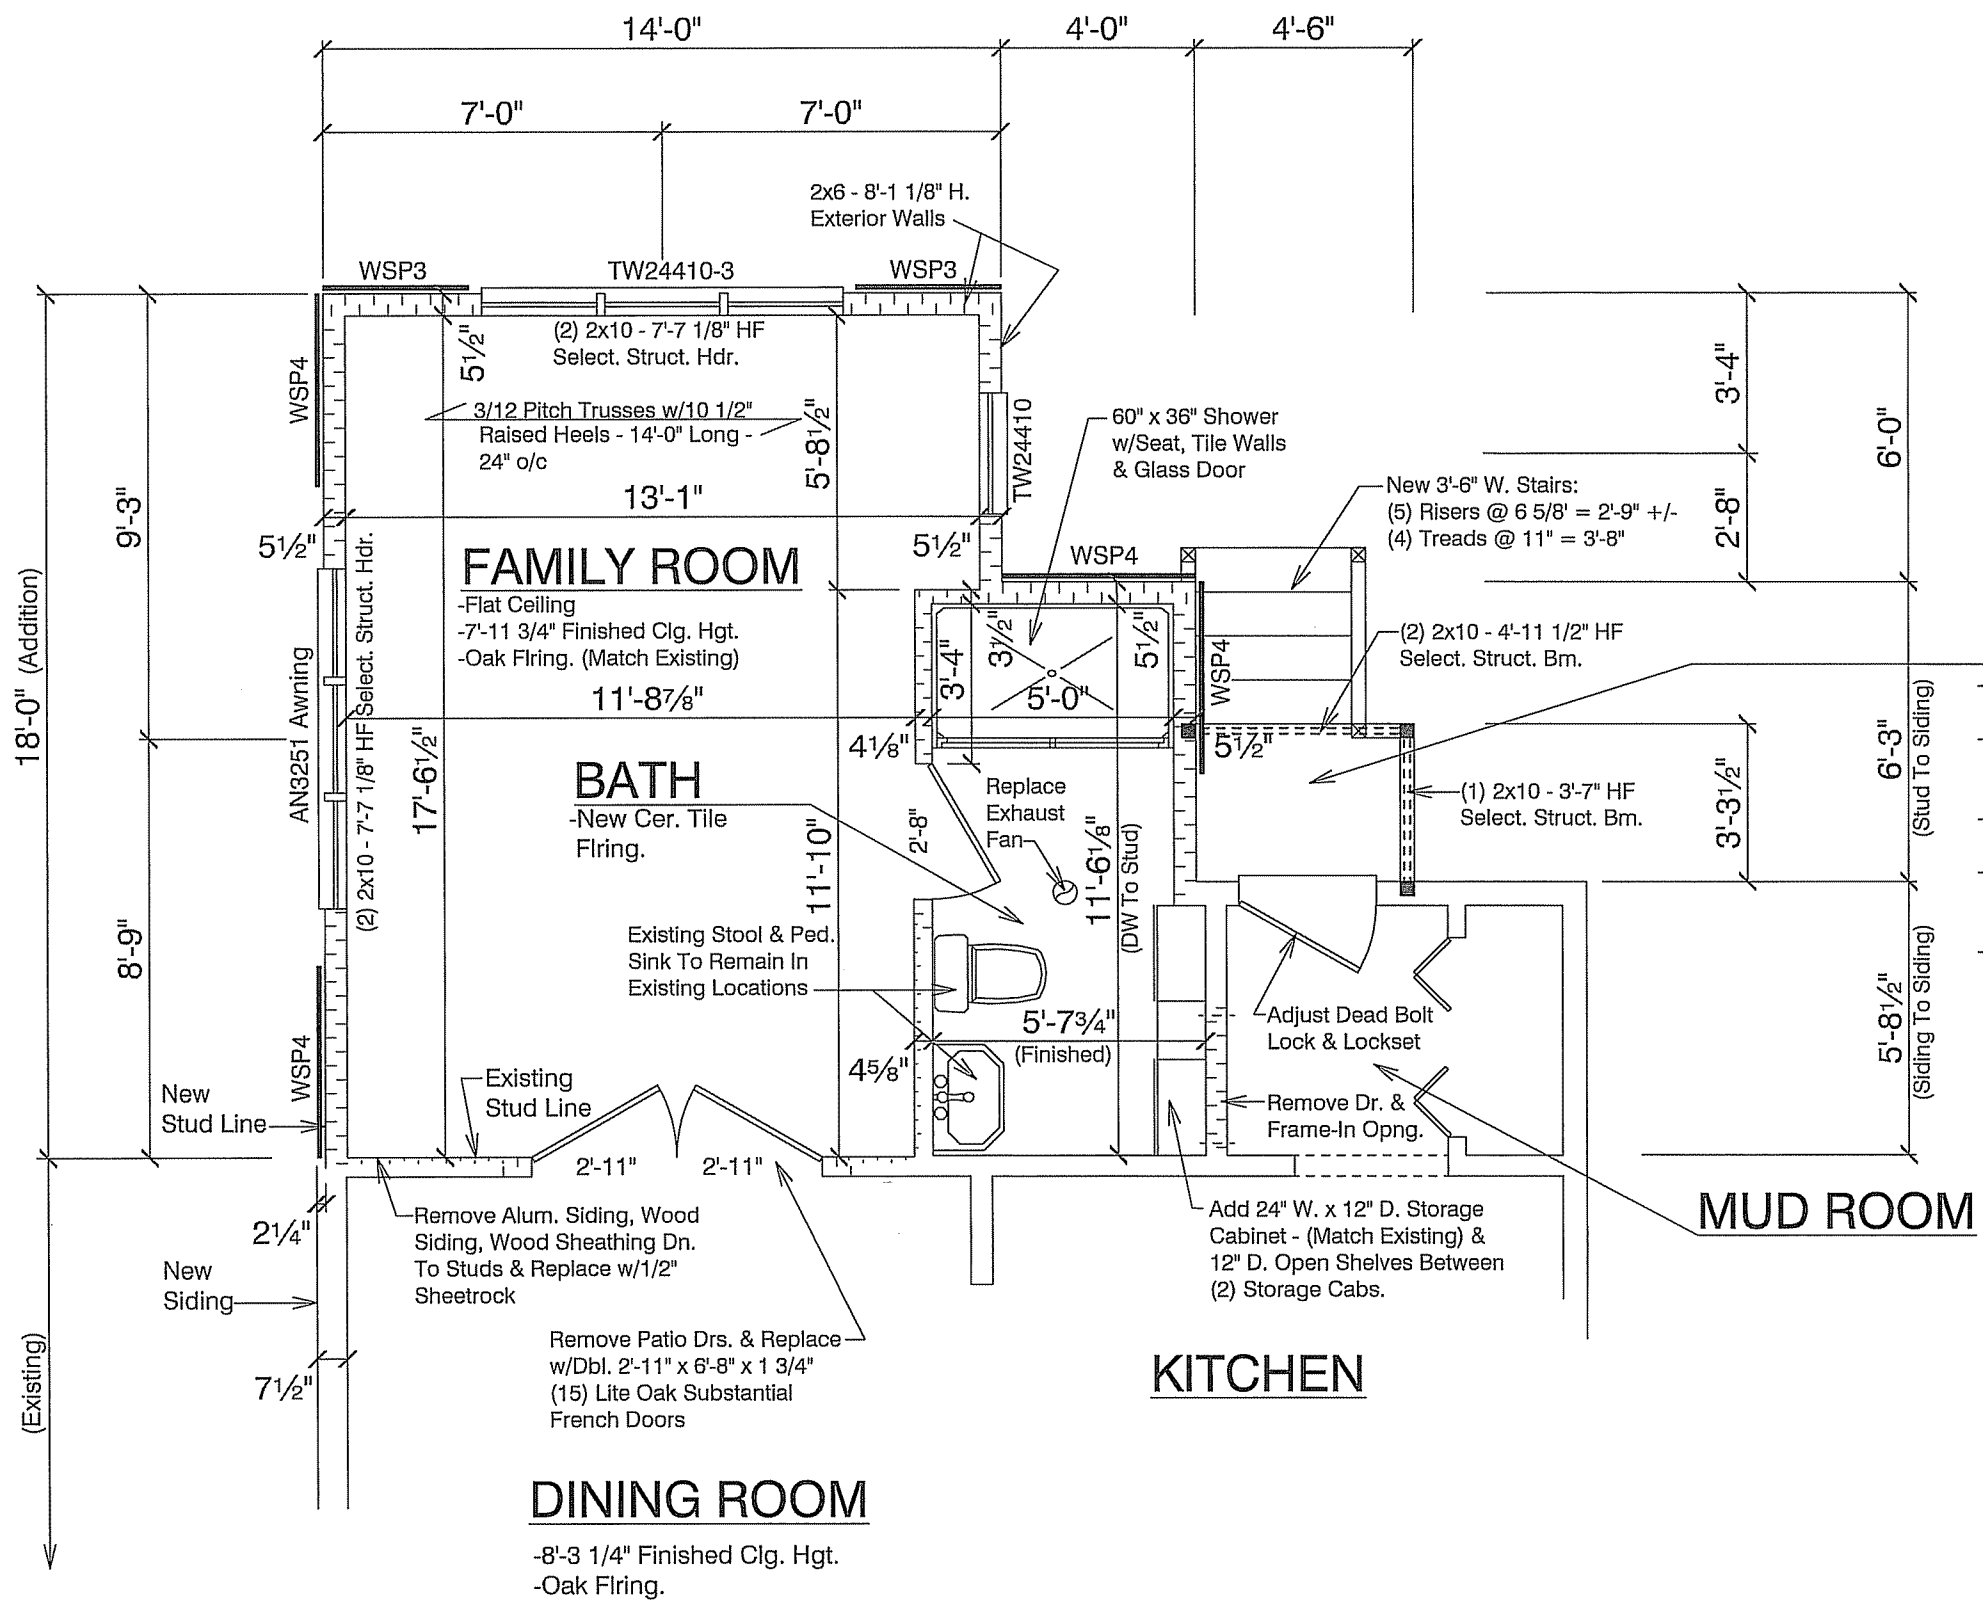 14'-0"
4'-0"
4'-6"
7'-0"
7'-0"
2x6 - 8'-1 1/8" H.
Exterior Walls
WSP3
TW24410-3
WSP3
(2) 2x10 - 7'-7 1/8" HF
Select. Struct. Hdr.
5½"
WSP4
3/12 Pitch Trusses w/10 1/2"
Raised Heels - 14'-0" Long -
24" o/c
5'-8½"
TW24410
60" x 36" Shower
w/Seat, Tile Walls
& Glass Door
3'-4"
6'-0"
2'-8"
New 3'-6" W. Stairs:
(5) Risers @ 6 5/8' = 2'-9" +/-
(4) Treads @ 11" = 3'-8"
9'-3"
13'-1"
5½"
5½"
WSP4
FAMILY ROOM
-Flat Ceiling
-7'-11 3/4" Finished Clg. Hgt.
-Oak Flring. (Match Existing)
18'-0" (Addition)
AN3251 Awning
(2) 2x10 - 7'-7 1/8" HF Select. Struct. Hdr.
3'-4"
3½"
5½"
WSP4
(2) 2x10 - 4'-11 1/2" HF
Select. Struct. Bm.
11'-8⅞"
5'-0"
4⅛"
5½"
17'-6½"
BATH
-New Cer. Tile
Flring.
2'-8"
Replace
Exhaust
Fan
(1) 2x10 - 3'-7" HF
Select. Struct. Bm.
3'-3½"
6'-3"
(Stud To Siding)
11'-10"
11'-6⅛"
(DW To Stud)
8'-9"
Existing Stool & Ped.
Sink To Remain In
Existing Locations
5'-7¾"
(Finished)
4⅝"
Adjust Dead Bolt
Lock & Lockset
5'-8½"
(Siding To Siding)
WSP4
New
Stud Line
Existing
Stud Line
Remove Dr. &
Frame-In Opng.
2'-11"
2'-11"
2¼"
Remove Alum. Siding, Wood
Siding, Wood Sheathing Dn.
To Studs & Replace w/1/2"
Sheetrock
Add 24" W. x 12" D. Storage
Cabinet - (Match Existing) &
12" D. Open Shelves Between
(2) Storage Cabs.
MUD ROOM
New
Siding
Remove Patio Drs. & Replace
w/Dbl. 2'-11" x 6'-8" x 1 3/4"
(15) Lite Oak Substantial
French Doors
7½"
(Existing)
KITCHEN
DINING ROOM
-8'-3 1/4" Finished Clg. Hgt.
-Oak Flring.